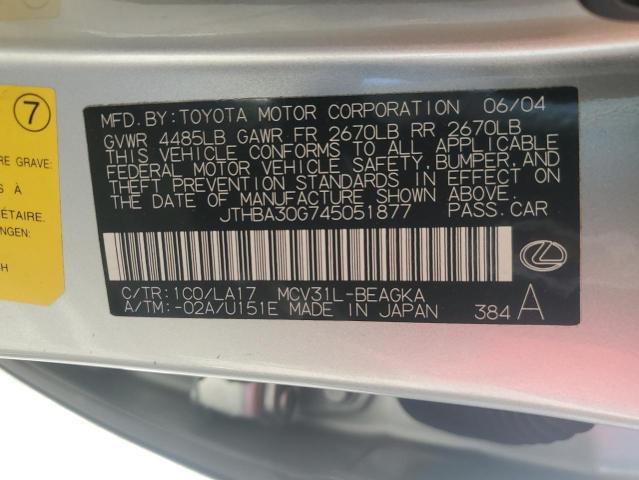 7
RE GRAVE:
S À
ÉTAIRE.
NGEN:
CH
MFD. BY: TOYOTA MOTOR CORPORATION 06/04
GVWR 4485LB GAWR FR 2670LB RR 2670LB
THIS VEHICLE CONFORMS TO ALL APPLICABLE
FEDERAL MOTOR VEHICLE SAFETY, BUMPER, AND
THEFT PREVENTION STANDARDS IN EFFECT ON
THE DATE OF MANUFACTURE SHOWN ABOVE.
JTHBA30G745051877 PASS.CAR
C/TR:1C0/LA17 MCV31L-BEAGKA
A/TM:-02A/U151E MADE IN JAPAN 384 A